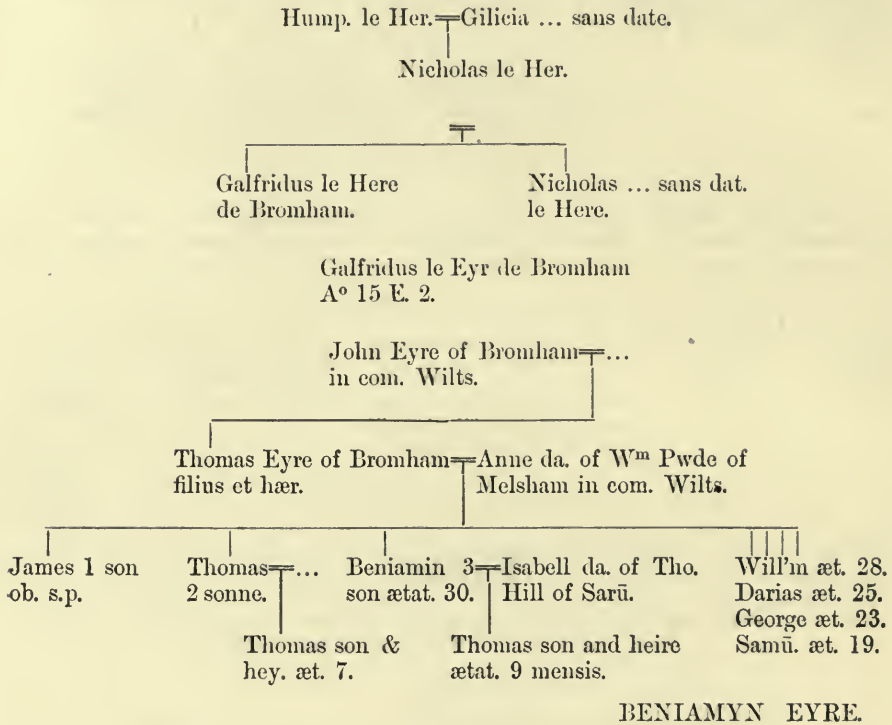 Hump. le Her.=Gilicia ... sans date.
Nicholas le Her.
Galfridus le Here
de Bromham.
Nicholas ... sans dat.
le Here.
Galfridus le Eyr de Bromham
Aº 15 E. 2.
John Eyre of Bromham=...
in com. Wilts.
Thomas Eyre of Bromham=Anne da. of Wᵐ Pwde of
filius et hær.
Melsham in com. Wilts.
James 1 son
ob. s.p.
Thomas=...
2 sonne.
Beniamin 3=Isabell da. of Tho.
son ætat. 30.
Hill of Sarū.
Will'm æt. 28.
Darias æt. 25.
George æt. 23.
Samū. æt. 19.
Thomas son &
hey. æt. 7.
Thomas son and heire
ætat. 9 mensis.
BENIAMYN EYRE.